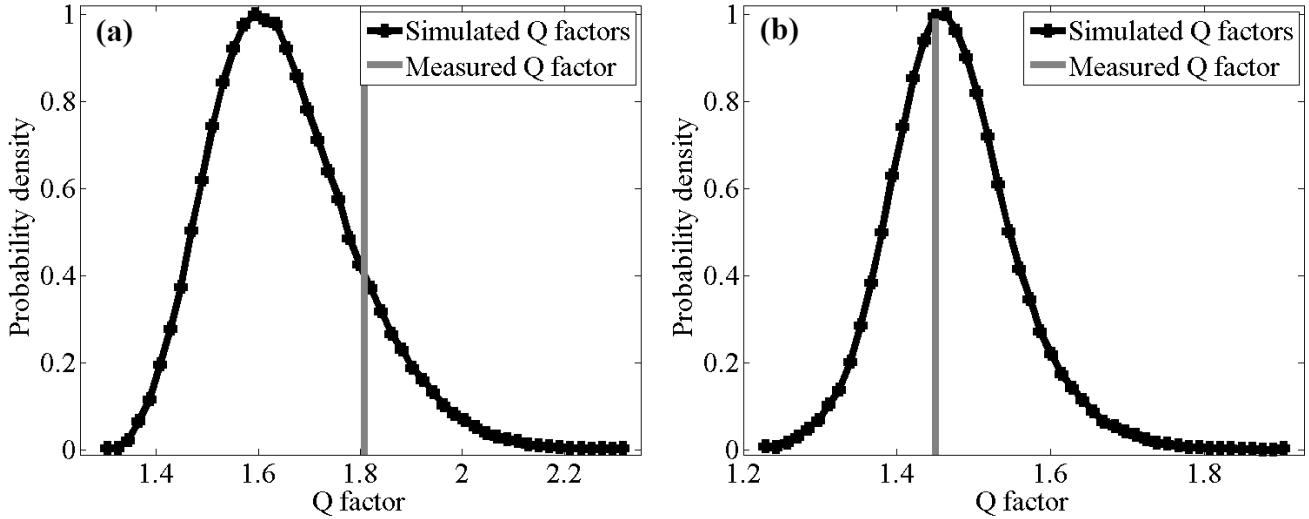 (a)
Simulated Q factors
Measured Q factor
Probability density
1
0.8
0.6
0.4
0.2
0
1.4 1.6 1.8 2 2.2
Q factor
(b)
Simulated Q factors
Measured Q factor
Probability density
1
0.8
0.6
0.4
0.2
0
1.2 1.4 1.6 1.8
Q factor